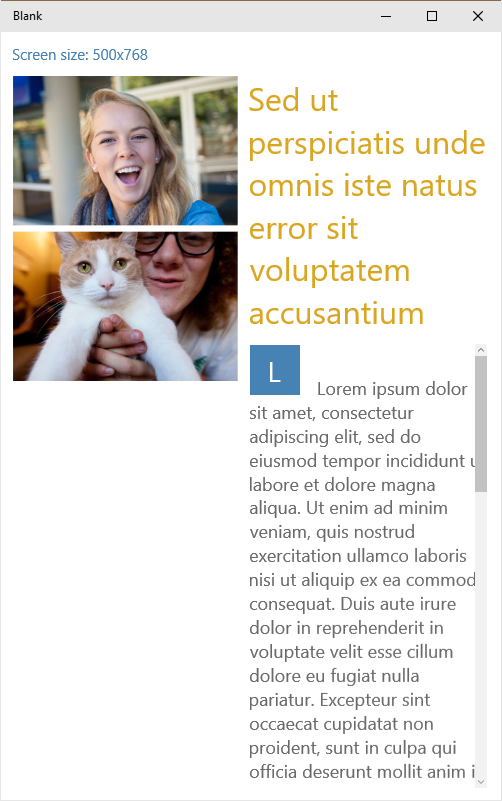 Blank
Screen size: 500x768
Sed ut
perspiciatis unde
omnis iste natus
error sit
voluptatem
accusantium
L
Lorem ipsum dolor
sit amet, consectetur
adipiscing elit, sed do
eiusmod tempor incididunt
labore et dolore magna
aliqua. Ut enim ad minim
veniam, quis nostrud
exercitation ullamco laboris
nisi ut aliquip ex ea commod
consequat. Duis aute irure
dolor in reprehenderit in
voluptate velit esse cillum
dolore eu fugiat nulla
pariatur. Excepteur sint
occaecat cupidatat non
proident, sunt in culpa qui
officia deserunt mollit anim i